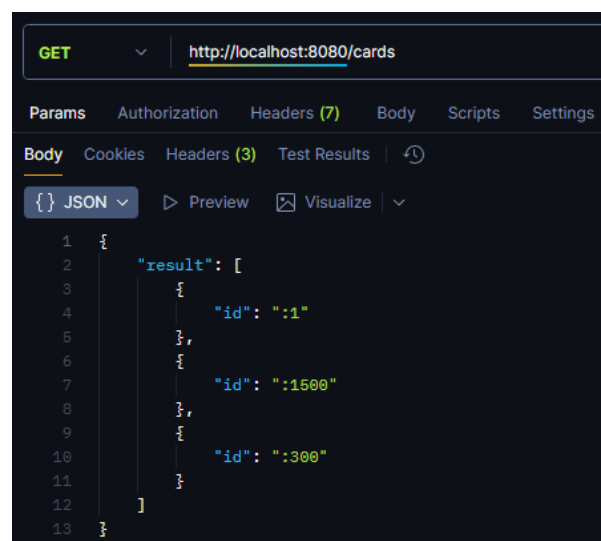 GET http://localhost:8080/cards
Params Authorization Headers (7) Body Scripts Settings
Body Cookies Headers (3) Test Results
{} JSON Preview Visualize
1 {
2 "result": [
3 {
4 "id": ":1"
5 },
6 {
7 "id": ":1500"
8 },
9 {
10 "id": ":300"
11 }
12 ]
13 }